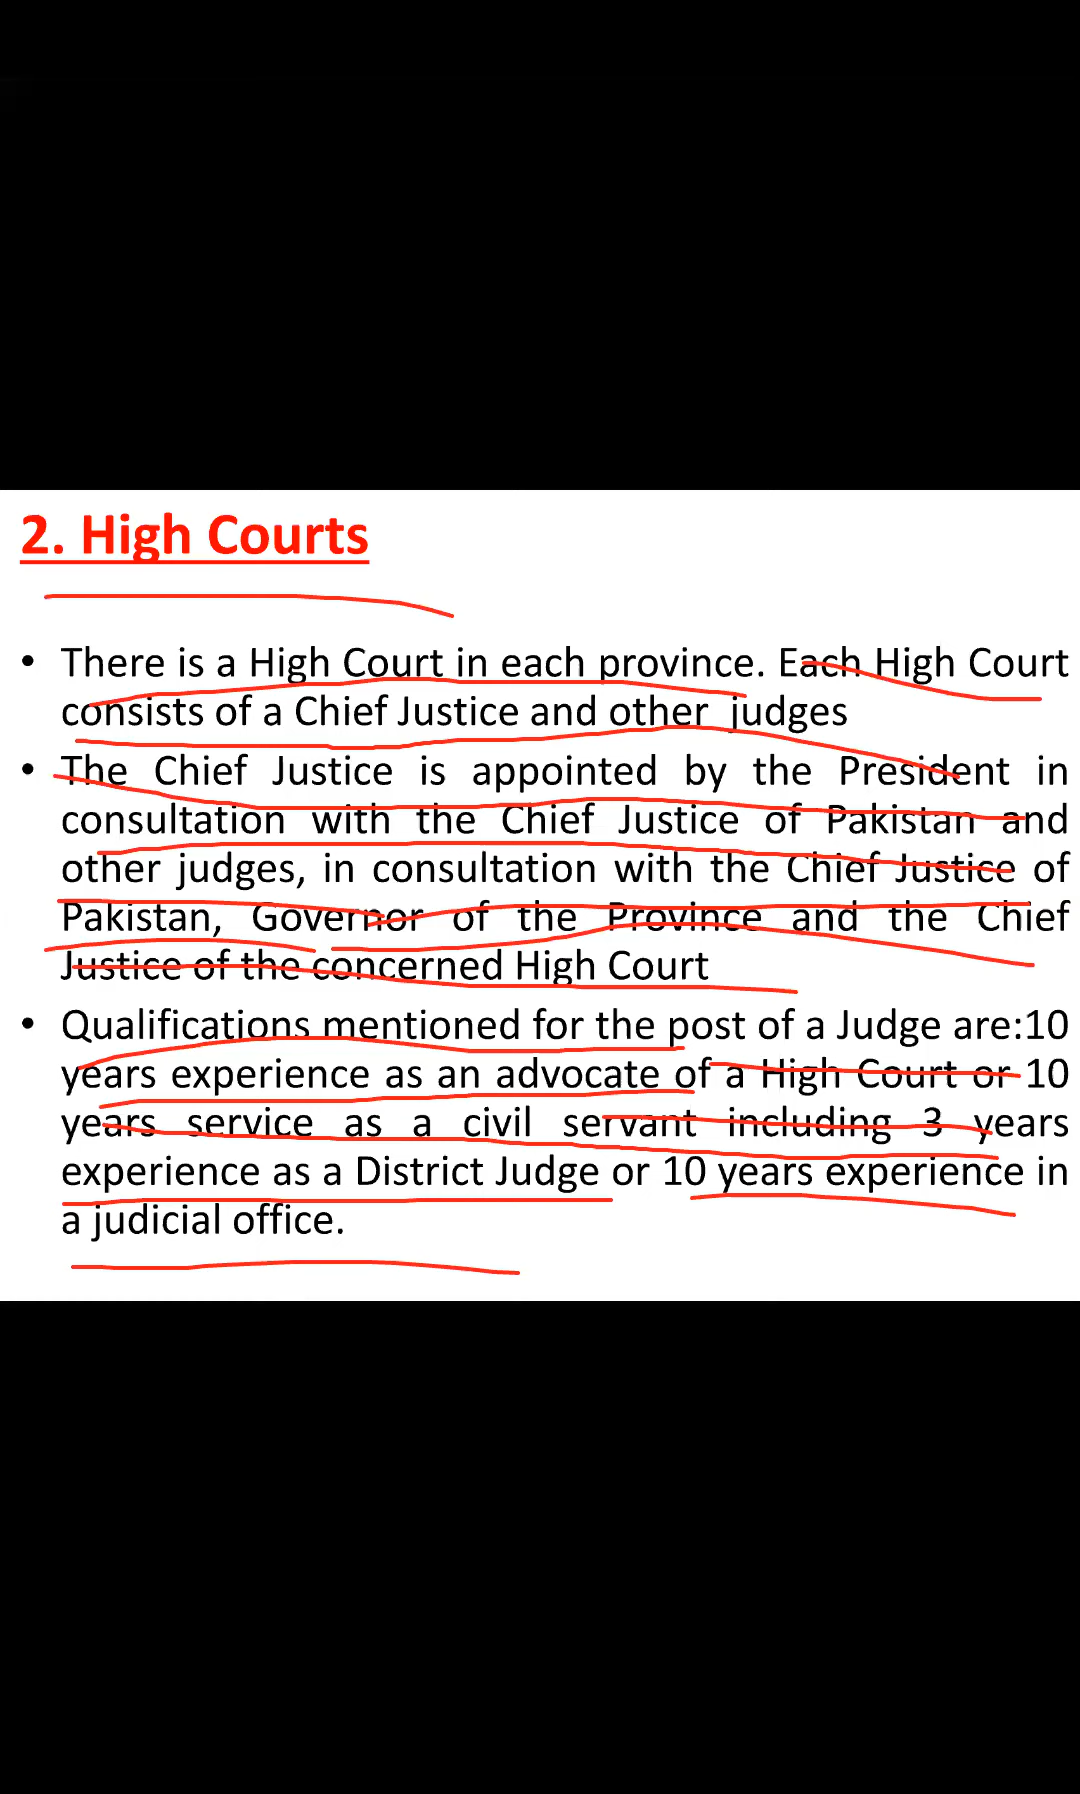 2. High Courts
• There is a High Court in each province. Each High Court
consists of a Chief Justice and other judges
• The Chief Justice is appointed by the President in
consultation with the Chief Justice of Pakistan and
other judges, in consultation with the Chief Justice of
Pakistan, Governor of the Province and the Chief
Justice of the concerned High Court
• Qualifications mentioned for the post of a Judge are:10
years experience as an advocate of a High Court or 10
years service as a civil servant including 3 years
experience as a District Judge or 10 years experience in
a judicial office.